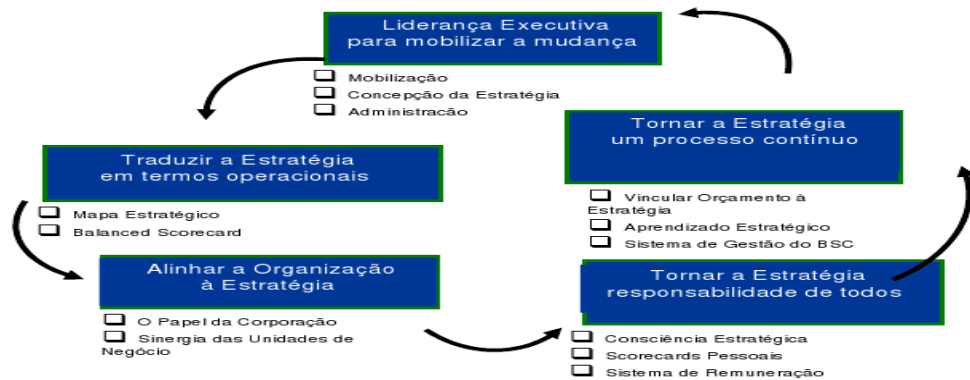 Liderança Executiva
para mobilizar a mudança
❑ Mobilização
❑ Concepção da Estratégia
❑ Administracão
Traduzir a Estratégia
em termos operacionais
❑ Mapa Estratégico
❑ Balanced Scorecard
Alinhar a Organização
à Estratégia
❑ O Papel da Corporação
❑ Sinergia das Unidades de
Negócio
Tornar a Estratégia
responsabilidade de todos
❑ Consciência Estratégica
❑ Scorecards Pessoais
❑ Sistema de Remuneração
Tornar a Estratégia
um processo contínuo
❑ Vincular Orçamento à
Estratégia
❑ Aprendizado Estratégico
❑ Sistema de Gestão do BSC